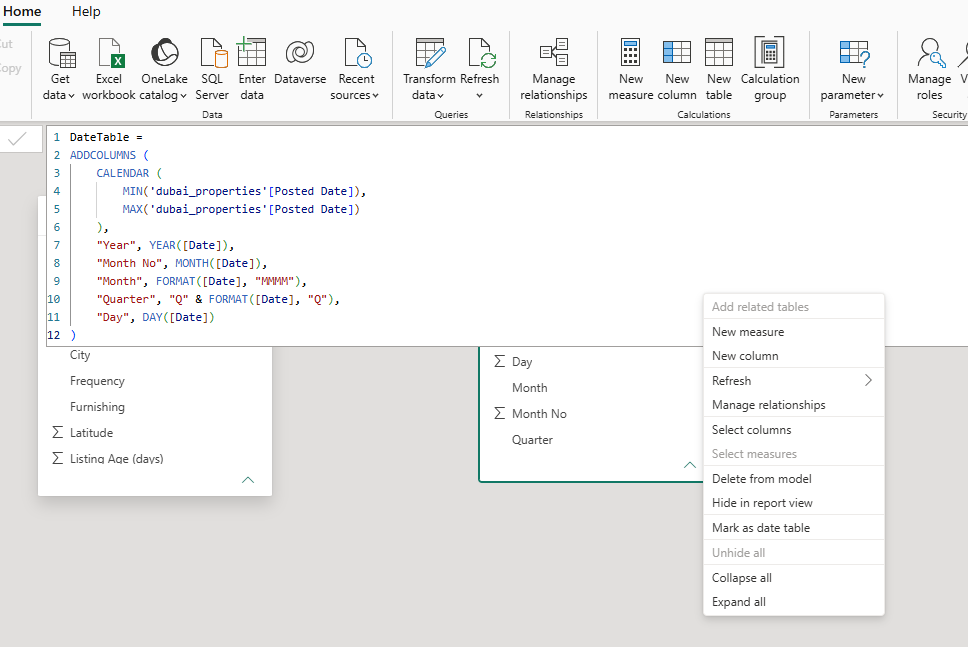 Home Help
Get data
Excel workbook
OneLake catalog
SQL Server
Enter data
Dataverse
Recent sources
Transform data
Refresh
Manage relationships
New measure
New column
New table
Calculation group
New parameter
Manage roles
Data
Queries
Relationships
Calculations
Parameters
Security
1 DateTable =
2 ADDCOLUMNS (
3 CALENDAR (
4 MIN('dubai_properties'[Posted Date]),
5 MAX('dubai_properties'[Posted Date])
6 ),
7 "Year", YEAR([Date]),
8 "Month No", MONTH([Date]),
9 "Month", FORMAT([Date], "MMMM"),
10 "Quarter", "Q" & FORMAT([Date], "Q"),
11 "Day", DAY([Date])
12 )
City
Frequency
Furnishing
Latitude
Listing Age (days)
Day
Month
Month No
Quarter
Add related tables
New measure
New column
Refresh
Manage relationships
Select columns
Select measures
Delete from model
Hide in report view
Mark as date table
Unhide all
Collapse all
Expand all